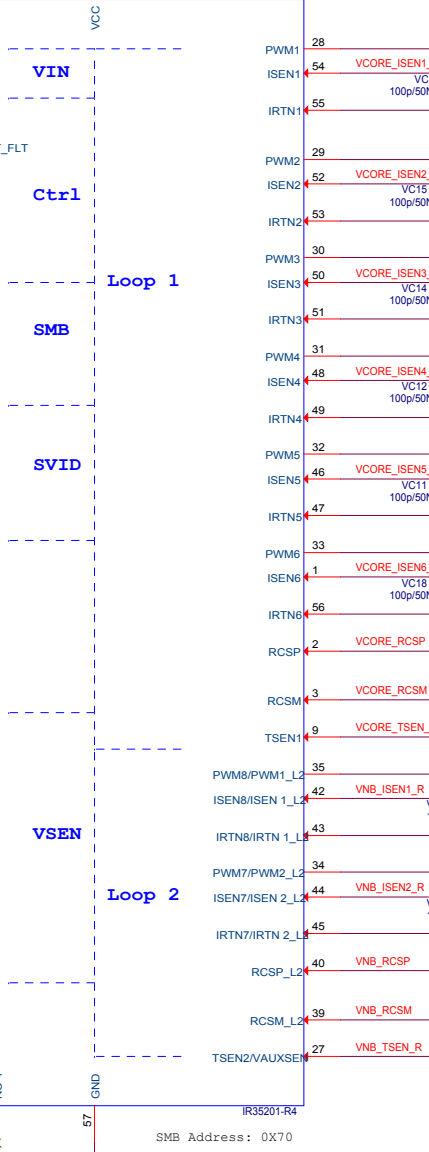 VCC
PWM1 28
VIN
ISEN1 54 VCORE_ISEN1_
VC
100p/50N
IRTN1 55
_FLT
PWM2 29
Ctrl
ISEN2 52 VCORE_ISEN2_
VC15
100p/50N
IRTN2 53
PWM3 30
Loop 1
ISEN3 50 VCORE_ISEN3_
VC14
100p/50N
IRTN3 51
SMB
PWM4 31
ISEN4 48 VCORE_ISEN4_
VC12
100p/50N
IRTN4 49
PWM5 32
SVID
ISEN5 46 VCORE_ISEN5_
VC11
100p/50N
IRTN5 47
PWM6 33
ISEN6 1 VCORE_ISEN6_
VC18
100p/50N
IRTN6 56
RCSP 2 VCORE_RCSP
RCSM 3 VCORE_RCSM
TSEN1 9 VCORE_TSEN_
PWM8/PWM1_L2 35
ISEN8/ISEN 1_L2 42 VNB_ISEN1_R
VSEN
IRTN8/IRTN 1_L2 43
PWM7/PWM2_L2 34
Loop 2
ISEN7/ISEN 2_L2 44 VNB_ISEN2_R
IRTN7/IRTN 2_L2 45
RCSP_L2 40 VNB_RCSP
RCSM_L2 39 VNB_RCSM
TSEN2/VAUXSEN 27 VNB_TSEN_R
GND
57
IR35201-R4
SMB Address: 0X70